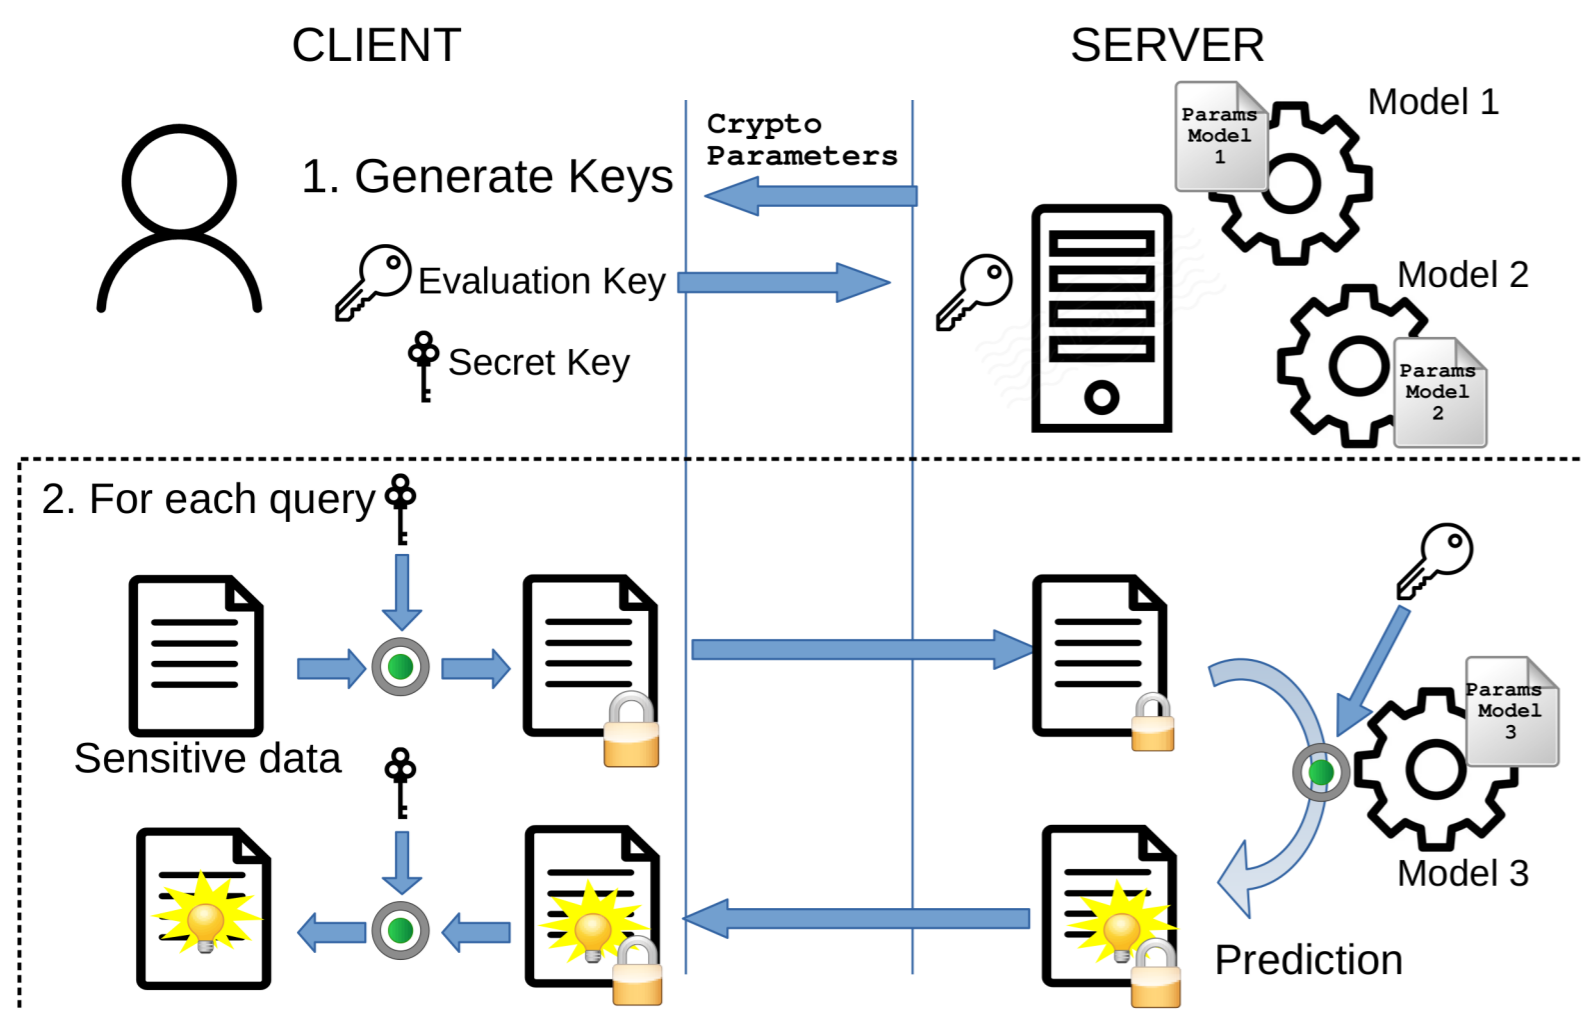 CLIENT
SERVER
Crypto
Parameters
1. Generate Keys
Evaluation Key
Secret Key
Params
Model
1
Model 1
Model 2
Params
Model
2
2. For each query
Sensitive data
Params
Model
3
Model 3
Prediction